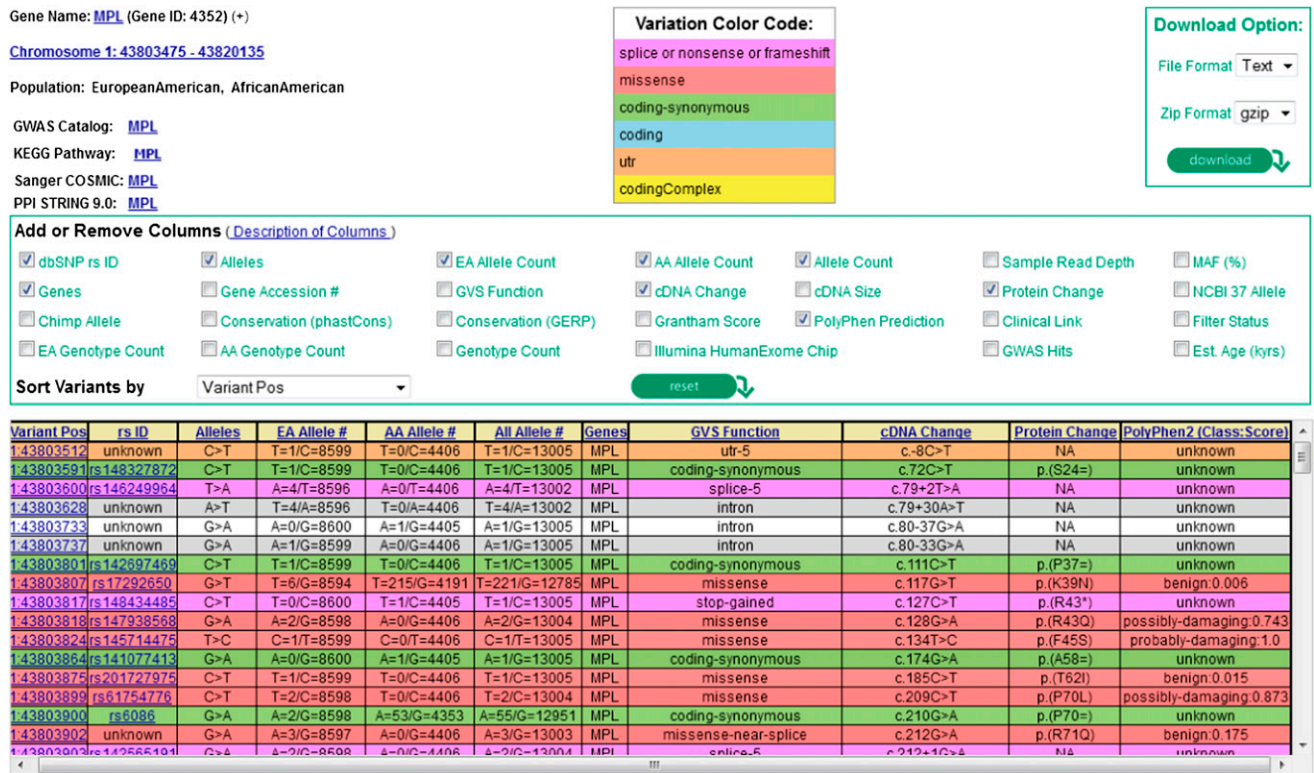 Gene Name: MPL (Gene ID: 4352) (+)
Chromosome 1: 43803475 - 43820135
Population: EuropeanAmerican, AfricanAmerican
GWAS Catalog: MPL
KEGG Pathway: MPL
Sanger COSMIC: MPL
PPI STRING 9.0: MPL
Variation Color Code:
splice or nonsense or frameshift
missense
coding-synonymous
coding
utr
codingComplex
Download Option:
File Format Text
Zip Format gzip
download
Add or Remove Columns ( Description of Columns )
dbSNP rs ID Alleles EA Allele Count AA Allele Count Allele Count Sample Read Depth MAF (%)
Genes Gene Accession # GVS Function cDNA Change cDNA Size Protein Change NCBI 37 Allele
Chimp Allele Conservation (phastCons) Conservation (GERP) Grantham Score PolyPhen Prediction Clinical Link Filter Status
EA Genotype Count AA Genotype Count Genotype Count Illumina HumanExome Chip GWAS Hits Est. Age (kyrs)
Sort Variants by Variant Pos reset
Variant Pos rs ID Alleles EA Allele # AA Allele # All Allele # Genes GVS Function cDNA Change Protein Change PolyPhen2 (Class:Score)
1:43803512 unknown C>T T=1/C=8599 T=0/C=4406 T=1/C=13005 MPL utr-5 c.-8C>T NA unknown
1:43803591 rs148327872 C>T T=1/C=8599 T=0/C=4406 T=1/C=13005 MPL coding-synonymous c.72C>T p.(S24=) unknown
1:43803600 rs146249964 T>A A=4/T=8596 A=0/T=4406 A=4/T=13002 MPL splice-5 c.79+2T>A NA unknown
1:43803628 unknown A>T T=4/A=8596 T=0/A=4406 T=4/A=13002 MPL intron c.79+30A>T NA unknown
1:43803733 unknown G>A A=0/G=8600 A=1/G=4405 A=1/G=13005 MPL intron c.80-37G>A NA unknown
1:43803737 unknown G>A A=1/G=8599 A=0/G=4406 A=1/G=13005 MPL intron c.80-33G>A NA unknown
1:43803801 rs142697469 C>T T=1/C=8599 T=0/C=4406 T=1/C=13005 MPL coding-synonymous c.111C>T p.(P37=) unknown
1:43803807 rs17292650 G>T T=6/G=8594 T=215/G=4191 T=221/G=12785 MPL missense c.117G>T p.(K39N) benign:0.006
1:43803817 rs148434485 C>T T=0/C=8600 T=1/C=4405 T=1/C=13005 MPL stop-gained c.127C>T p.(R43*) unknown
1:43803818 rs147938568 G>A A=2/G=8598 A=0/G=4406 A=2/G=13004 MPL missense c.128G>A p.(R43Q) possibly-damaging:0.743
1:43803824 rs145714475 T>C C=1/T=8599 C=0/T=4406 C=1/T=13005 MPL missense c.134T>C p.(F45S) probably-damaging:1.0
1:43803864 rs141077413 G>A A=0/G=8600 A=1/G=4405 A=1/G=13005 MPL coding-synonymous c.174G>A p.(A58=) unknown
1:43803875 rs201727975 C>T T=1/C=8599 T=0/C=4406 T=1/C=13005 MPL missense c.185C>T p.(T62I) benign:0.015
1:43803899 rs61754776 C>T T=2/C=8598 T=0/C=4406 T=2/C=13004 MPL missense c.209C>T p.(P70L) possibly-damaging:0.873
1:43803900 rs6086 G>A A=2/G=8598 A=53/G=4353 A=55/G=12951 MPL coding-synonymous c.210G>A p.(P70=) unknown
1:43803902 unknown G>A A=3/G=8597 A=0/G=4406 A=3/G=13003 MPL missense-near-splice c.212G>A p.(R71Q) benign:0.175
1:43803903 rs142565191 G>A A=2/G=8598 A=0/G=4406 A=2/G=13004 MPL splice-5 c.212+1G>A NA unknown